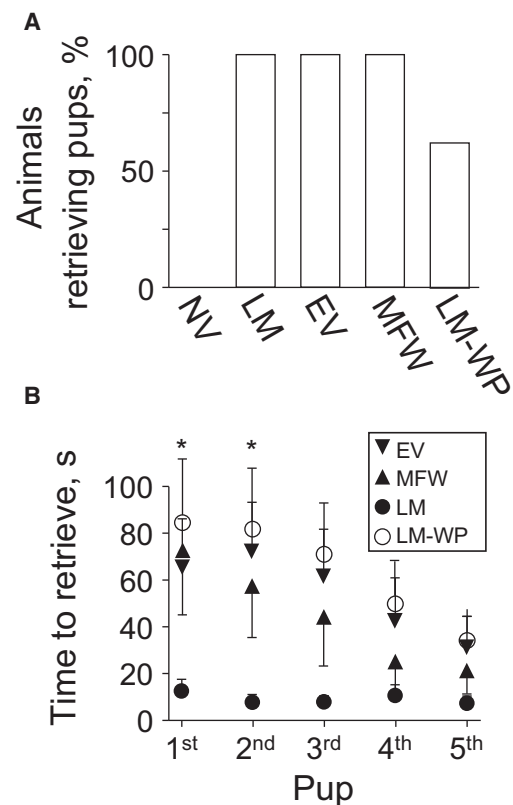 A
Animals
retrieving pups, %
100
50
0
NV
LM
EV
MFW
LM-WP
B
Time to retrieve, s
* *
EV
MFW
LM
LM-WP
100
80
60
40
20
0
1st 2nd 3rd 4th 5th
Pup